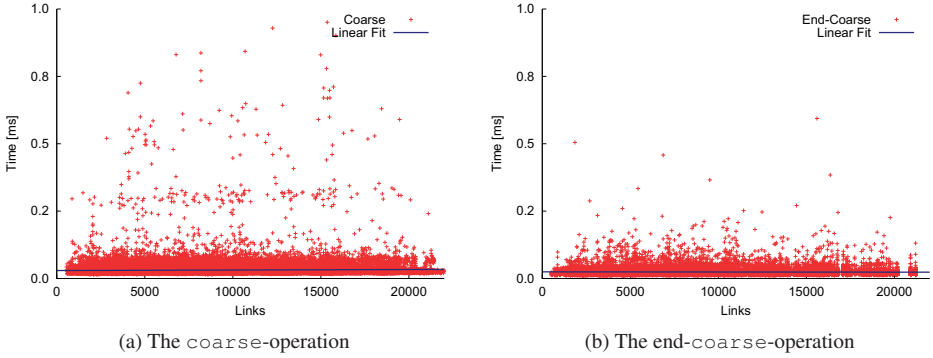 1.0
0.8
0.5
0.2
0.0
Time [ms]
0
5000
10000
15000
20000
Links
Coarse
Linear Fit
(a) The coarse-operation
1.0
0.8
0.5
0.2
0.0
Time [ms]
0
5000
10000
15000
20000
Links
End-Coarse
Linear Fit
(b) The end-coarse-operation